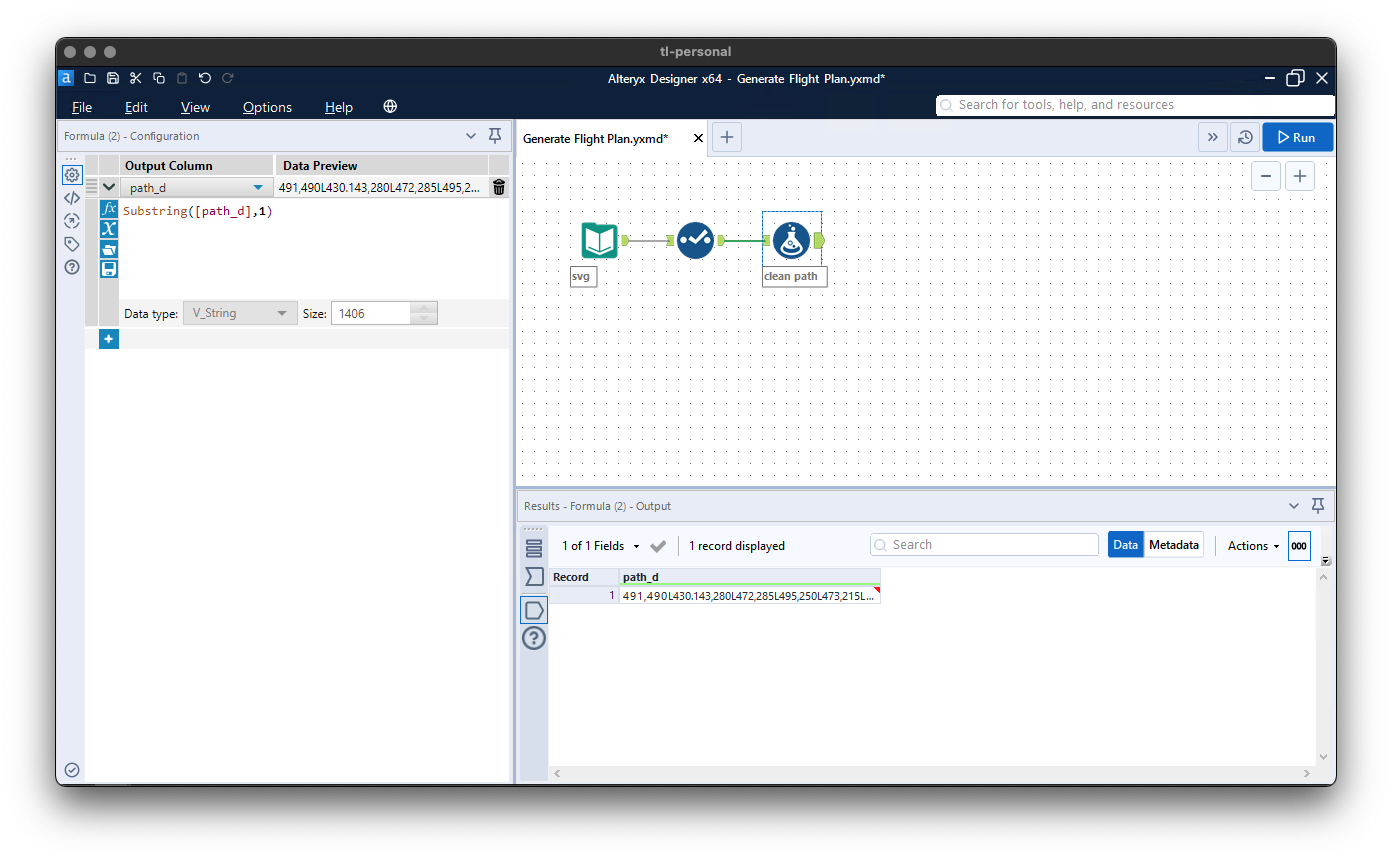 tl-personal
a
Alteryx Designer x64 - Generate Flight Plan.yxmd*
File Edit View Options Help
Search for tools, help, and resources
Formula (2) - Configuration
Output Column Data Preview
path_d 491,490L430.143,280L472,285L495,2...
fx Substring([path_d],1)
X
Data type: V_String Size: 1406
+
Generate Flight Plan.yxmd*
Run
svg
clean path
Results - Formula (2) - Output
1 of 1 Fields 1 record displayed Search Data Metadata Actions 000
Record path_d
1 491,490L430.143,280L472,285L495,250L473,215L...